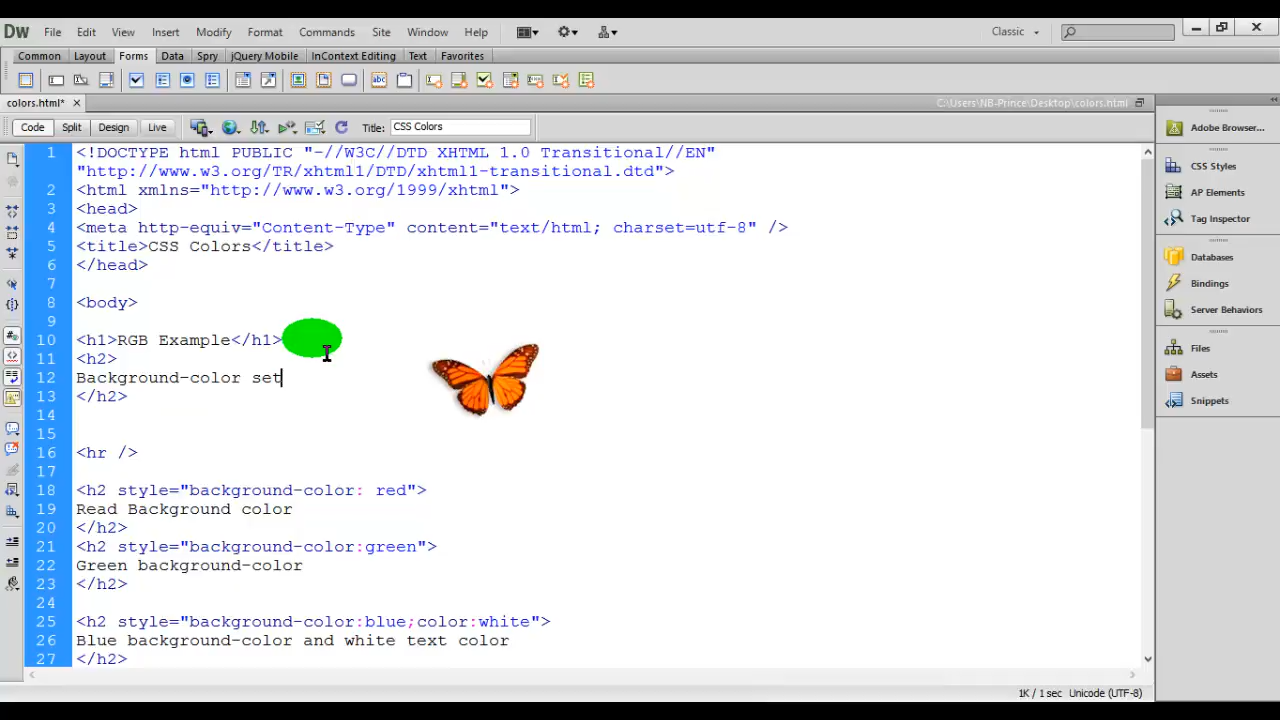 Dw File Edit View Insert Modify Format Commands Site Window Help Classic
Common Layout Forms Data Spry jQuery Mobile InContext Editing Text Favorites
abc
colors.html* C:\Users\NB-Prince\Desktop\colors.html
Code Split Design Live Title: CSS Colors
1 <!DOCTYPE html PUBLIC "-//W3C//DTD XHTML 1.0 Transitional//EN"
"http://www.w3.org/TR/xhtml1/DTD/xhtml1-transitional.dtd">
2 <html xmlns="http://www.w3.org/1999/xhtml">
3 <head>
4 <meta http-equiv="Content-Type" content="text/html; charset=utf-8" />
5 <title>CSS Colors</title>
6 </head>
7
8 <body>
9
10 <h1>RGB Example</h1>
11 <h2>
12 Background-color set
13 </h2>
14
15
16 <hr />
17
18 <h2 style="background-color: red">
19 Read Background color
20 </h2>
21 <h2 style="background-color:green">
22 Green background-color
23 </h2>
24
25 <h2 style="background-color:blue;color:white">
26 Blue background-color and white text color
27 </h2>
1K / 1 sec Unicode (UTF-8)
Adobe Browser...
CSS Styles
AP Elements
Tag Inspector
Databases
Bindings
Server Behaviors
Files
Assets
Snippets